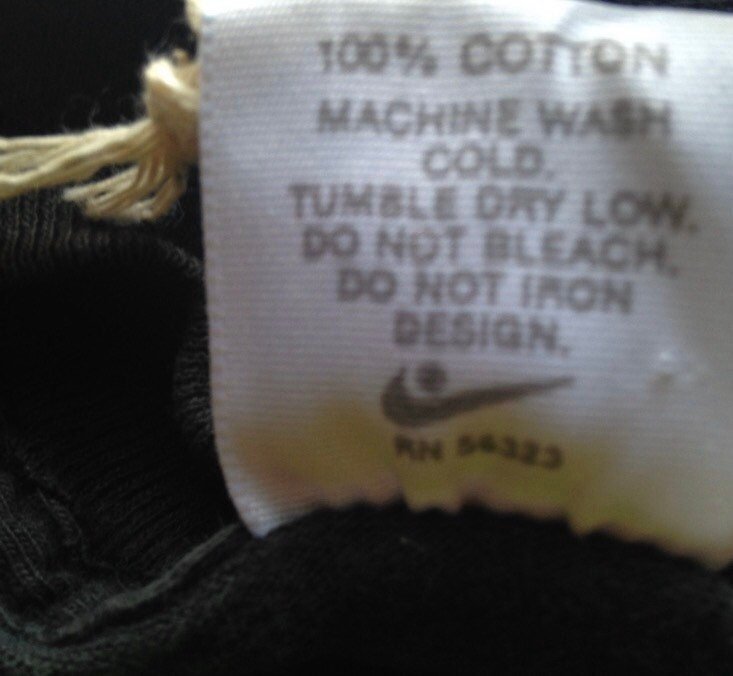 100% COTTON
MACHINE WASH
COLD.
TUMBLE DRY LOW.
DO NOT BLEACH.
DO NOT IRON
DESIGN.
RN 56323